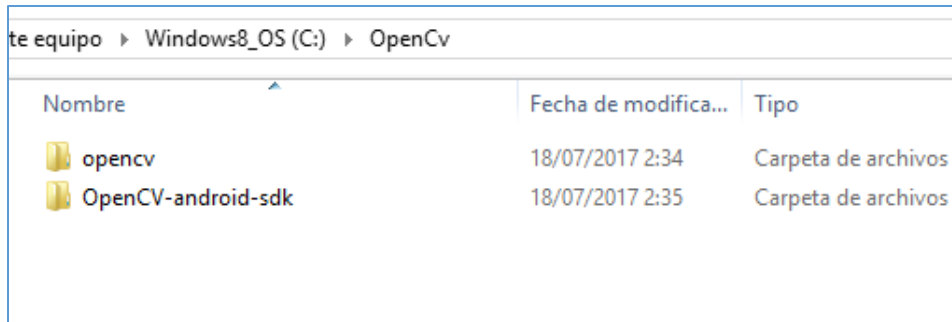 te equipo ▸ Windows8_OS (C:) ▸ OpenCv
Nombre Fecha de modifica... Tipo
opencv 18/07/2017 2:34 Carpeta de archivos
OpenCV-android-sdk 18/07/2017 2:35 Carpeta de archivos